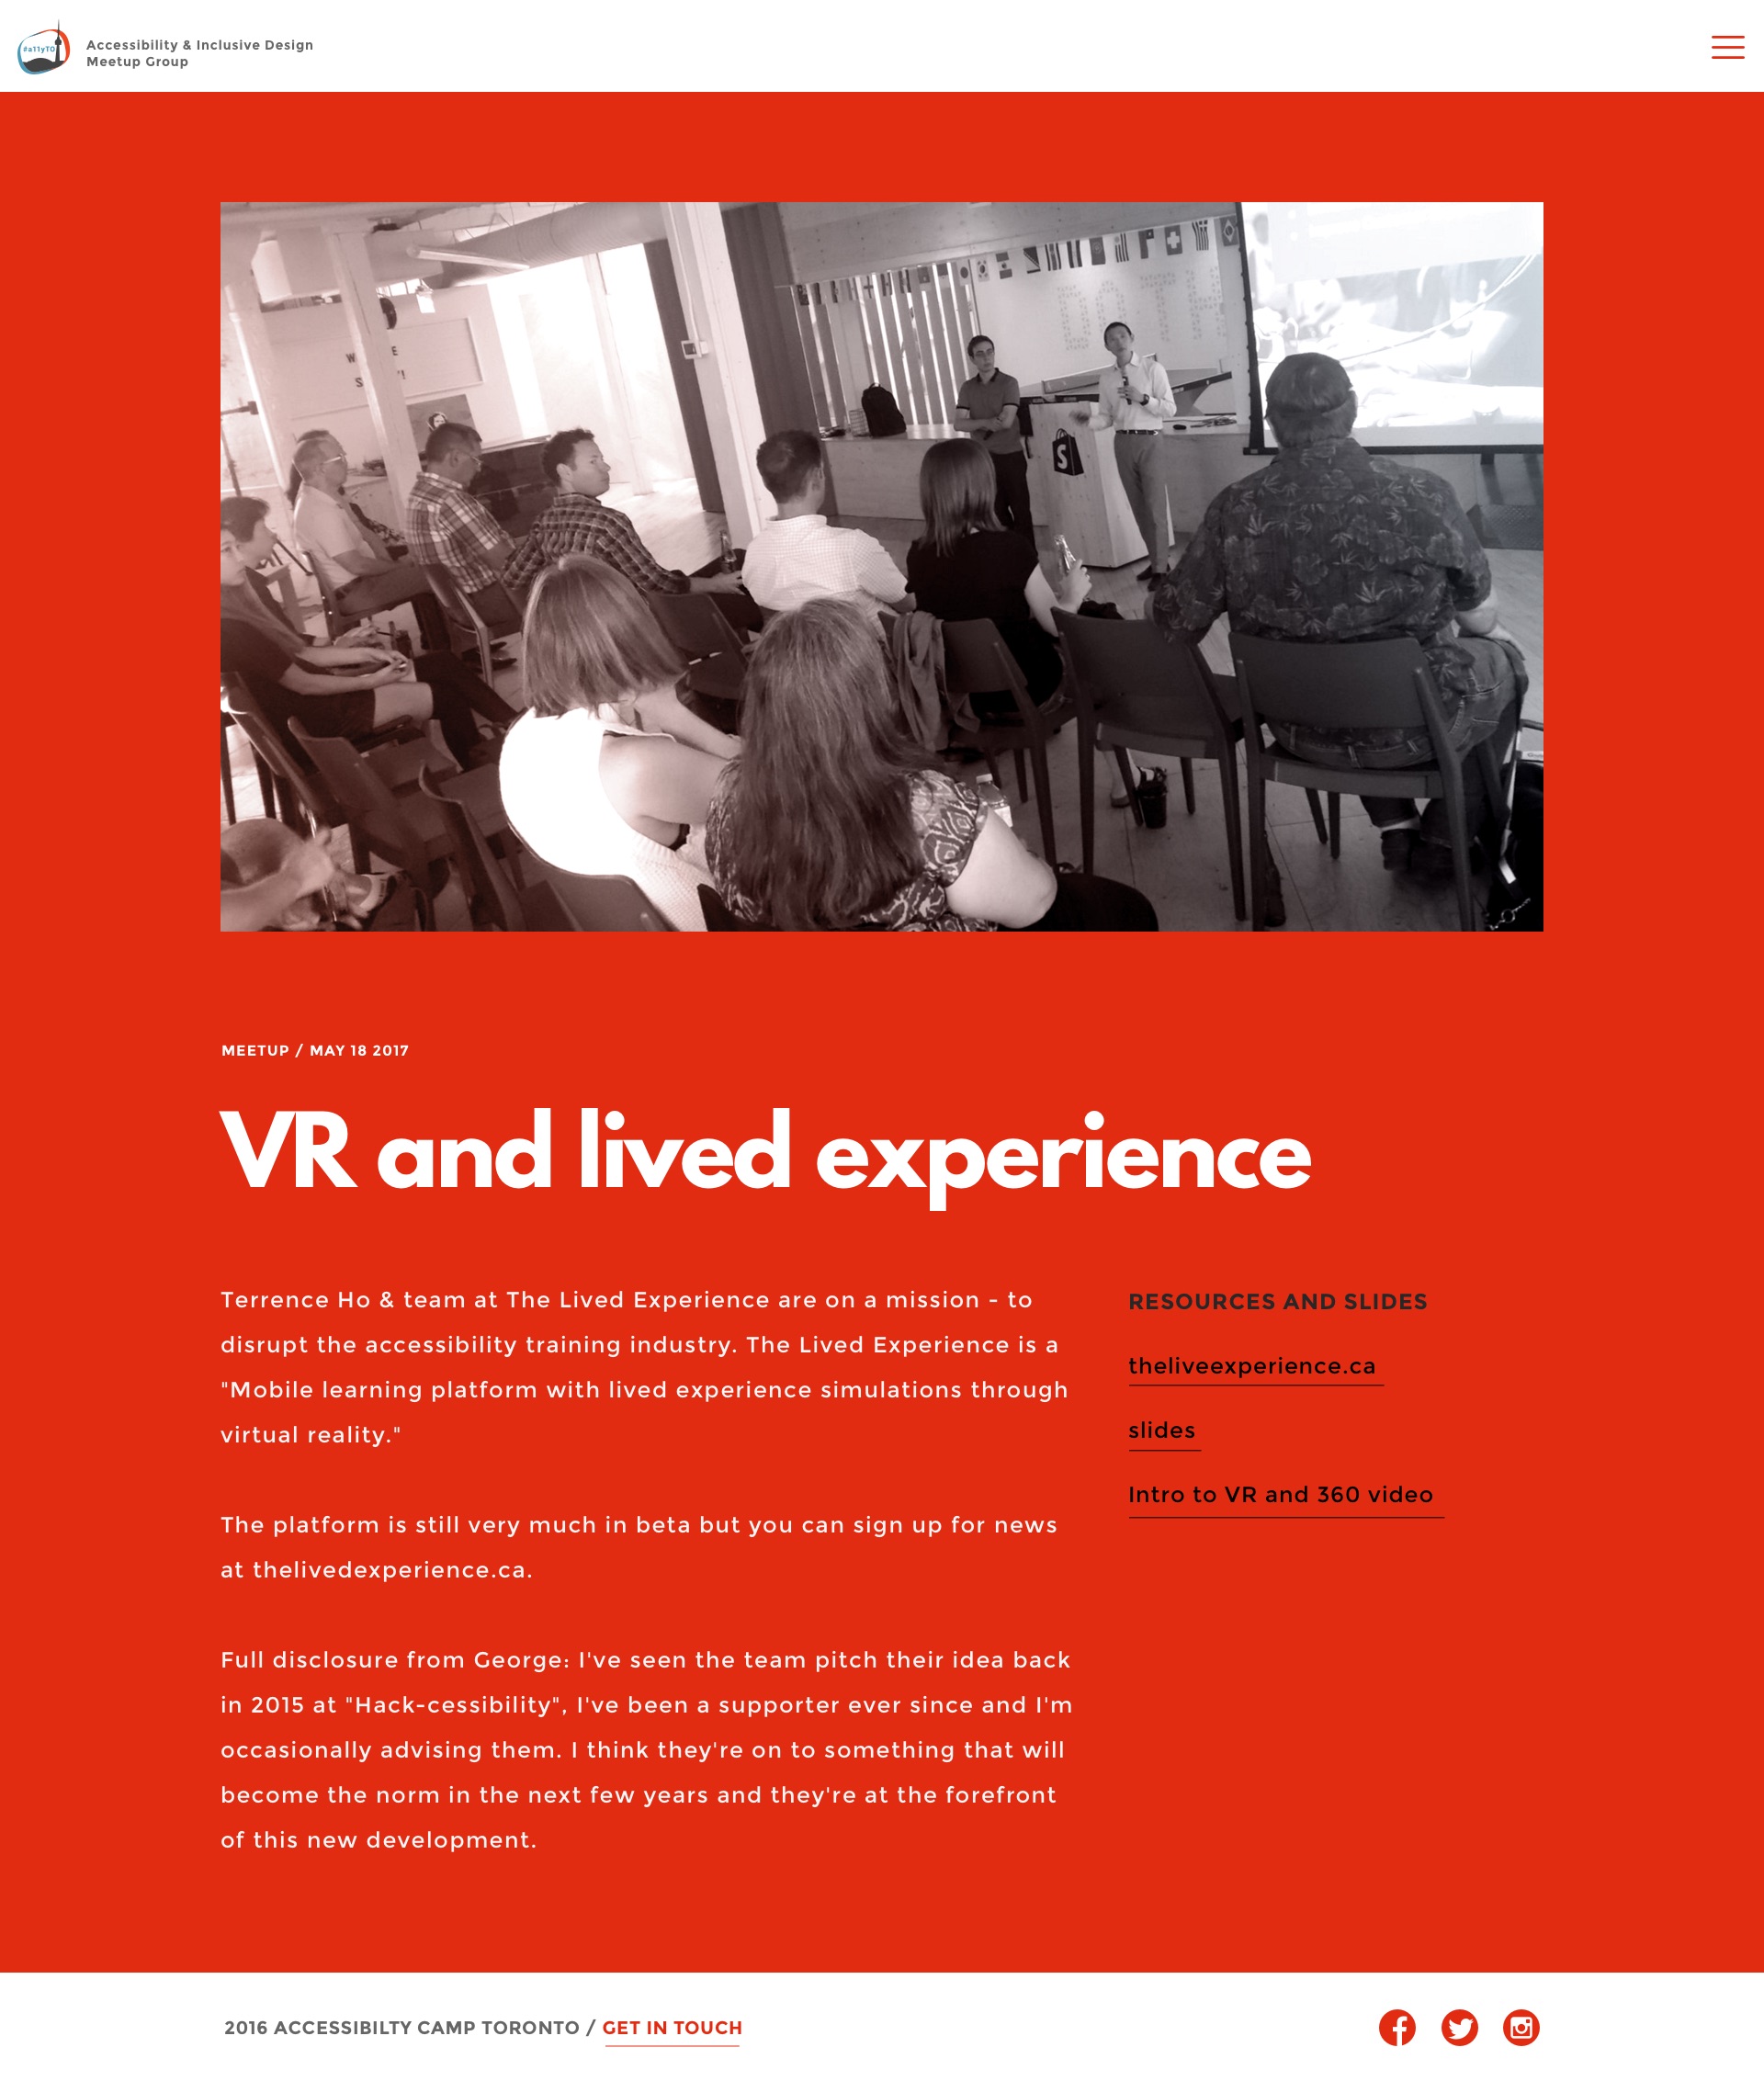 #a11yTO
Accessibility & Inclusive Design
Meetup Group
S
MEETUP / MAY 18 2017
VR and lived experience
Terrence Ho & team at The Lived Experience are on a mission - to
disrupt the accessibility training industry. The Lived Experience is a
"Mobile learning platform with lived experience simulations through
virtual reality."
The platform is still very much in beta but you can sign up for news
at thelivedexperience.ca.
Full disclosure from George: I've seen the team pitch their idea back
in 2015 at "Hack-cessibility", I've been a supporter ever since and I'm
occasionally advising them. I think they're on to something that will
become the norm in the next few years and they're at the forefront
of this new development.
RESOURCES AND SLIDES
theliveexperience.ca
slides
Intro to VR and 360 video
2016 ACCESSIBILTY CAMP TORONTO / GET IN TOUCH